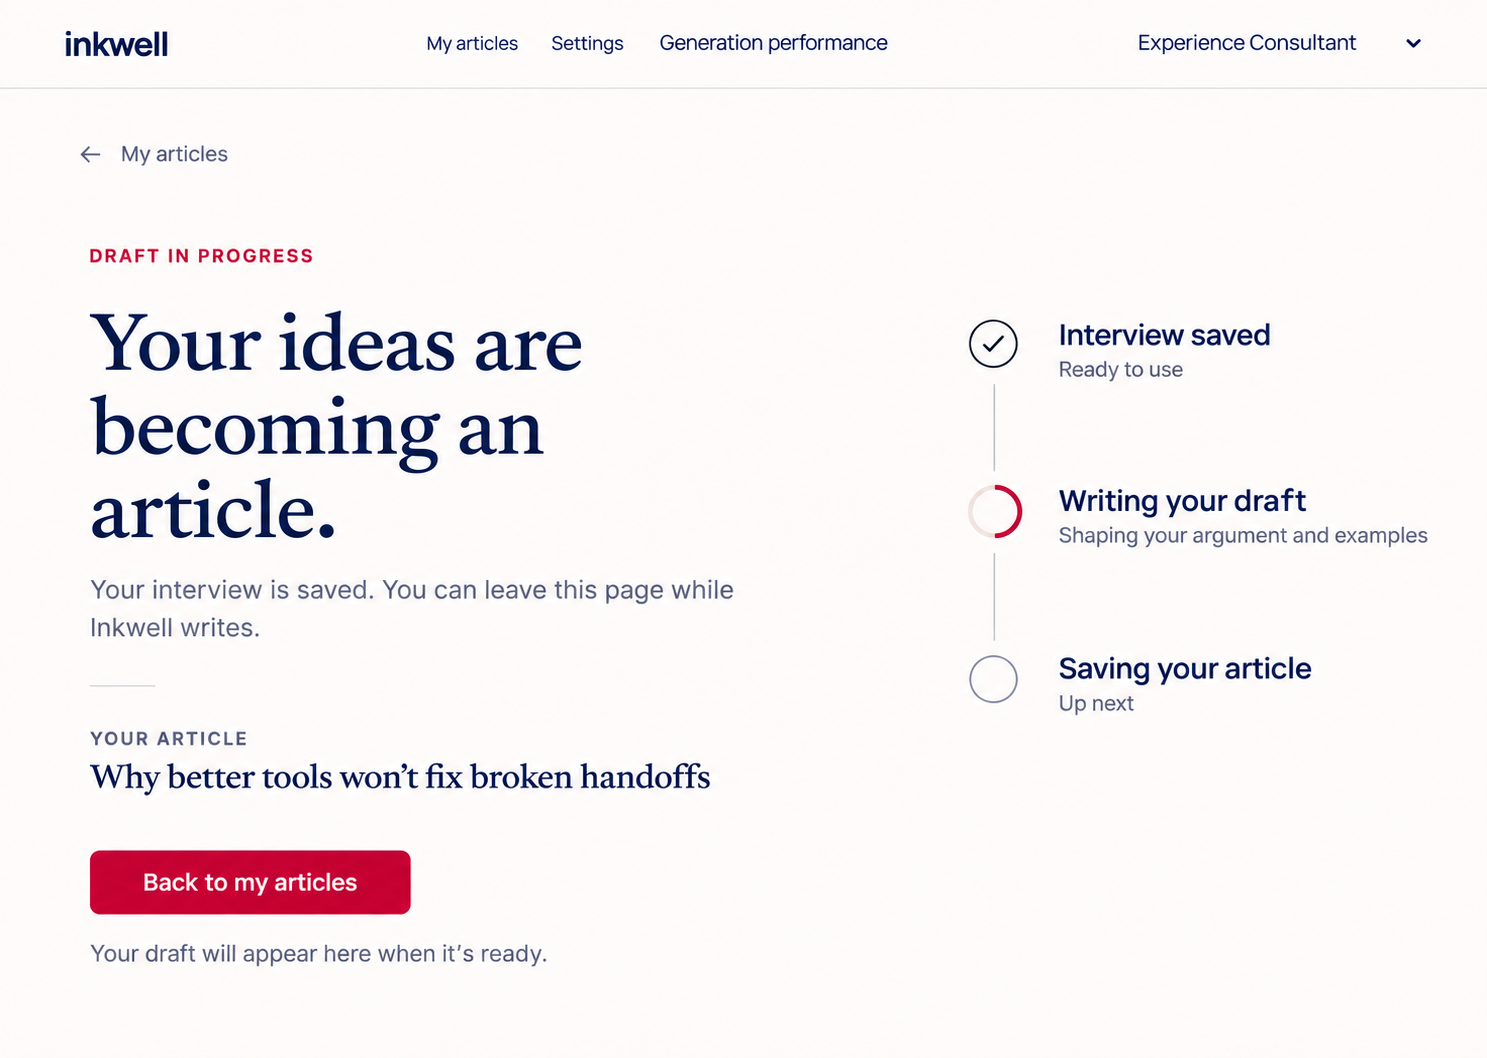 inkwell
My articles
Settings
Generation performance
Experience Consultant
My articles
DRAFT IN PROGRESS
Your ideas are
becoming an
article.
Your interview is saved. You can leave this page while
Inkwell writes.
YOUR ARTICLE
Why better tools won’t fix broken handoffs
Back to my articles
Your draft will appear here when it’s ready.
Interview saved
Ready to use
Writing your draft
Shaping your argument and examples
Saving your article
Up next